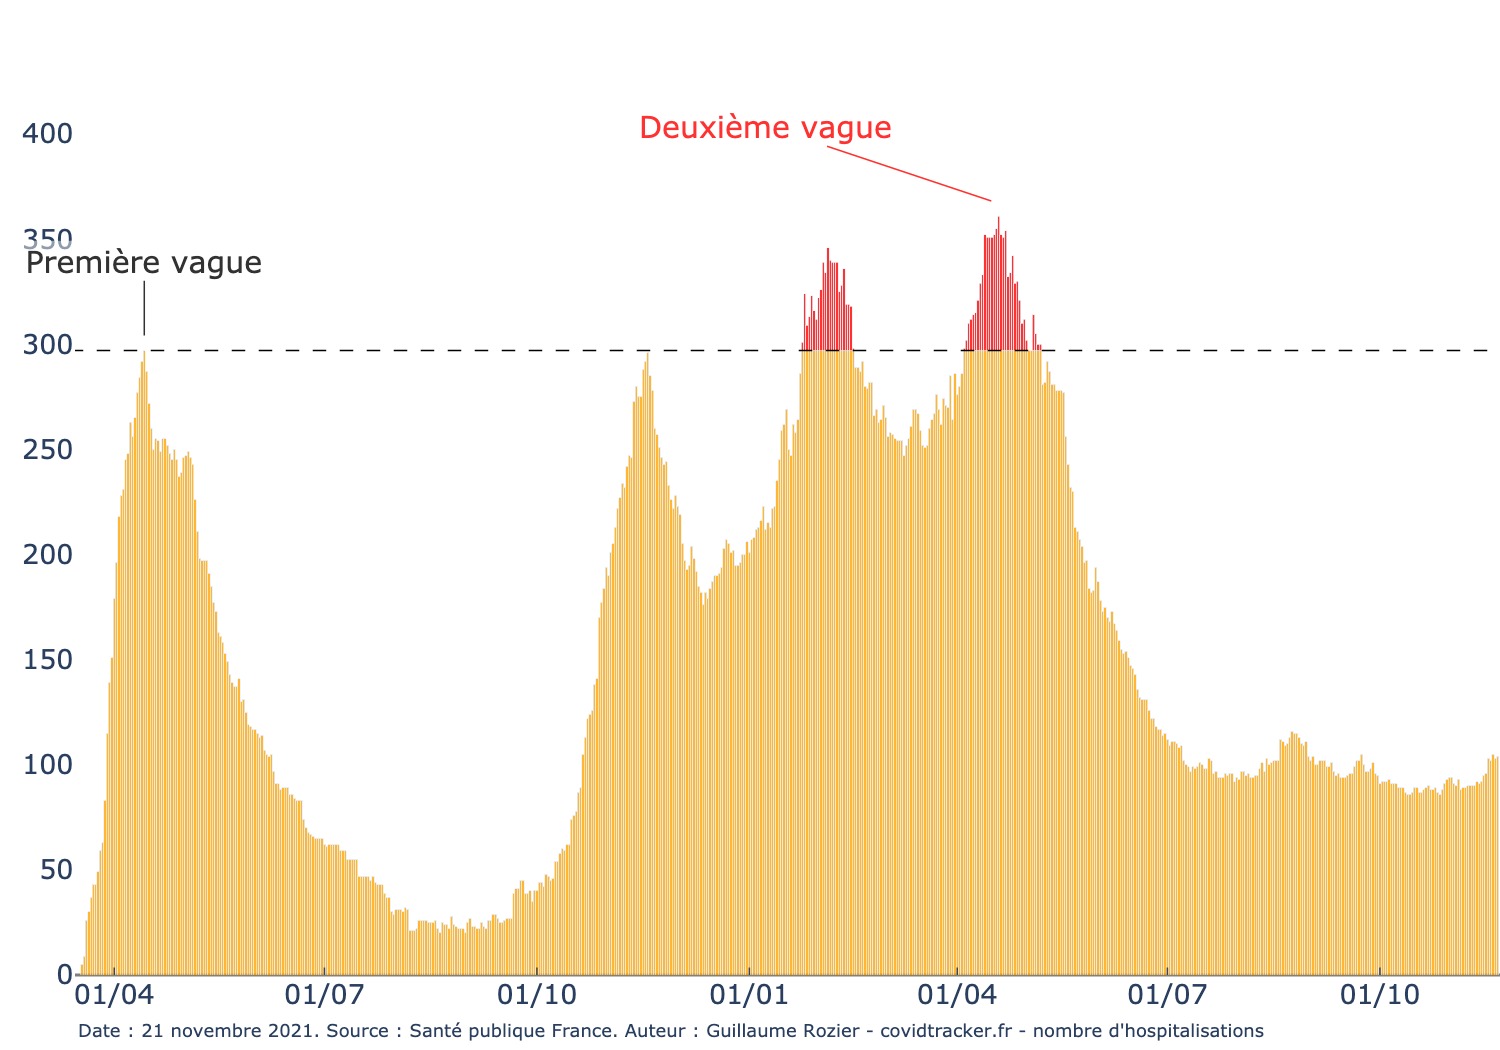 400
Deuxième vague
350
Première vague
300
250
200
150
100
50
0
01/04 01/07 01/10 01/01 01/04 01/07 01/10
Date : 21 novembre 2021. Source : Santé publique France. Auteur : Guillaume Rozier - covidtracker.fr - nombre d'hospitalisations